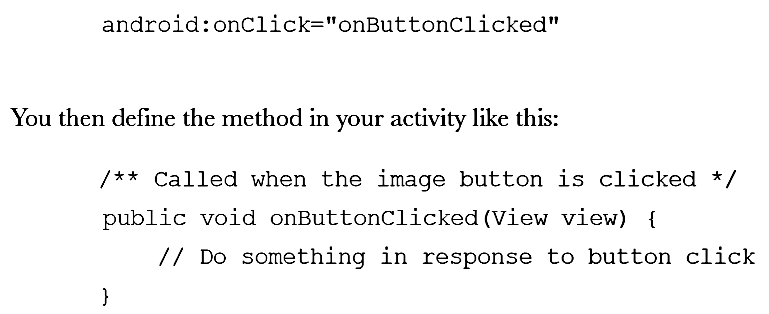 android:onClick="onButtonClicked"
You then define the method in your activity like this:
/** Called when the image button is clicked */
public void onButtonClicked(View view) {
// Do something in response to button click
}